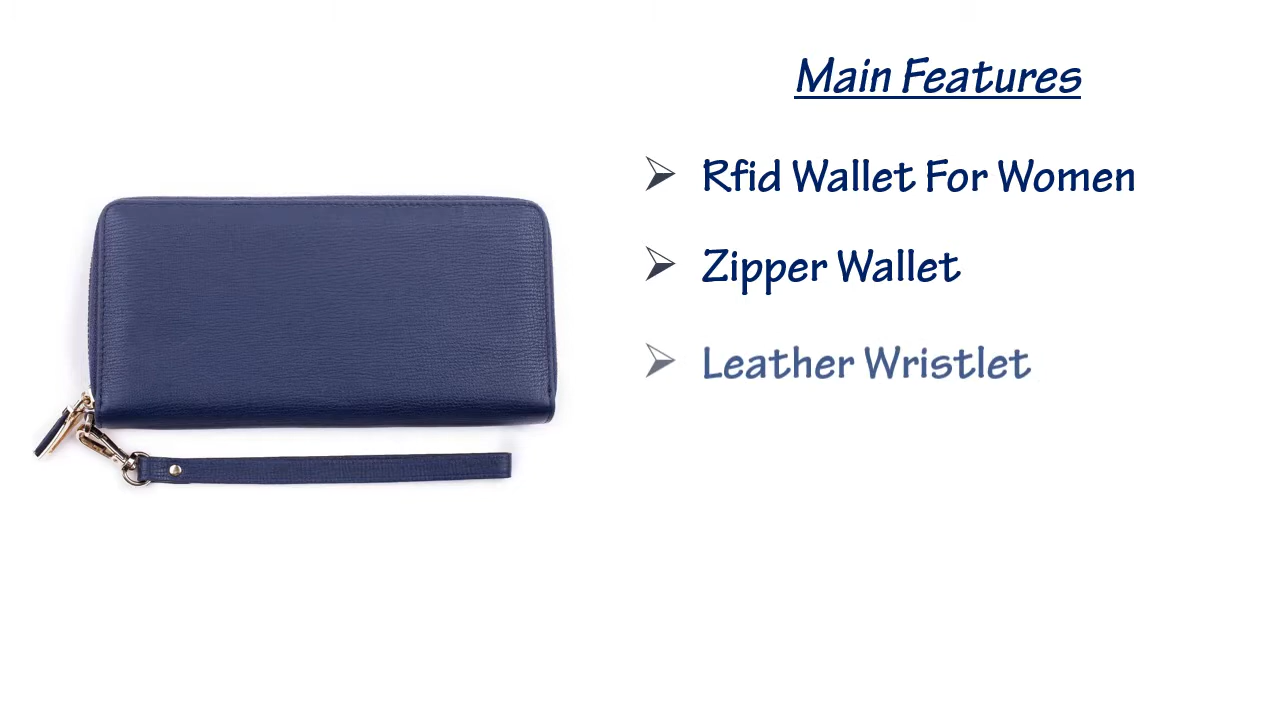 Main Features
Rfid Wallet For Women
Zipper Wallet
Leather Wristlet